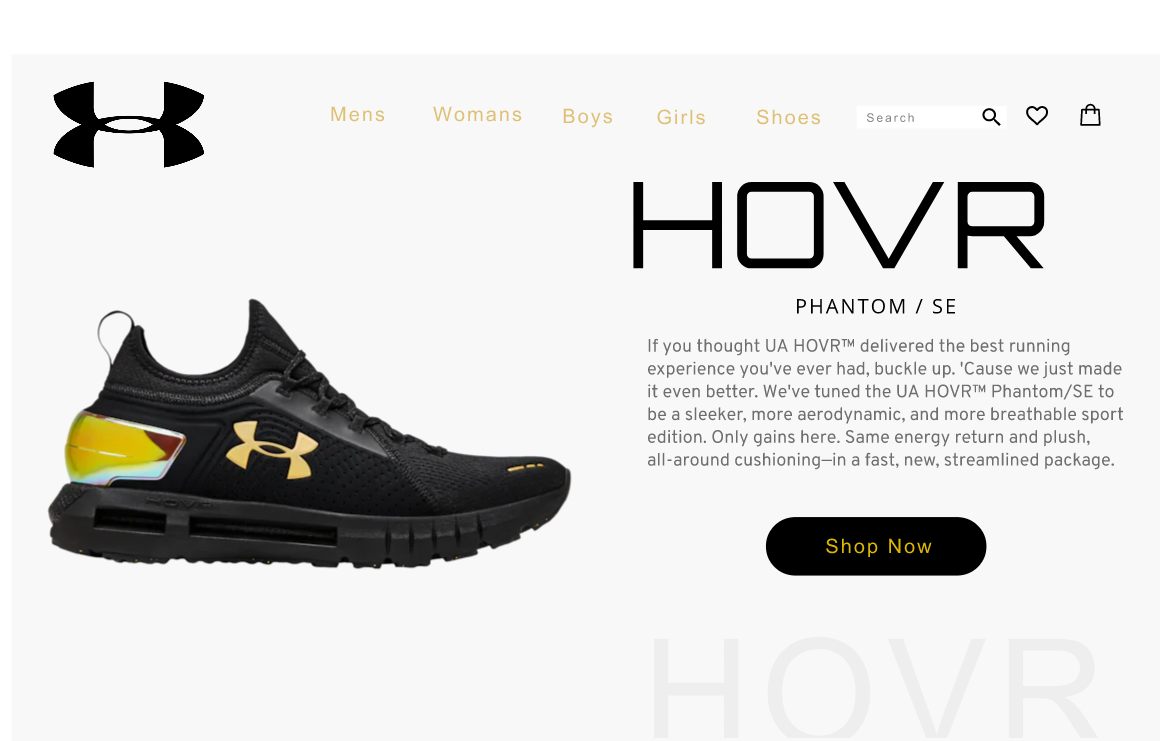 Mens Womans Boys Girls Shoes Search
HOVR
PHANTOM / SE
If you thought UA HOVR™ delivered the best running
experience you've ever had, buckle up. 'Cause we just made
it even better. We've tuned the UA HOVR™ Phantom/SE to
be a sleeker, more aerodynamic, and more breathable sport
edition. Only gains here. Same energy return and plush,
all-around cushioning—in a fast, new, streamlined package.
HOVR
Shop Now
HOVR